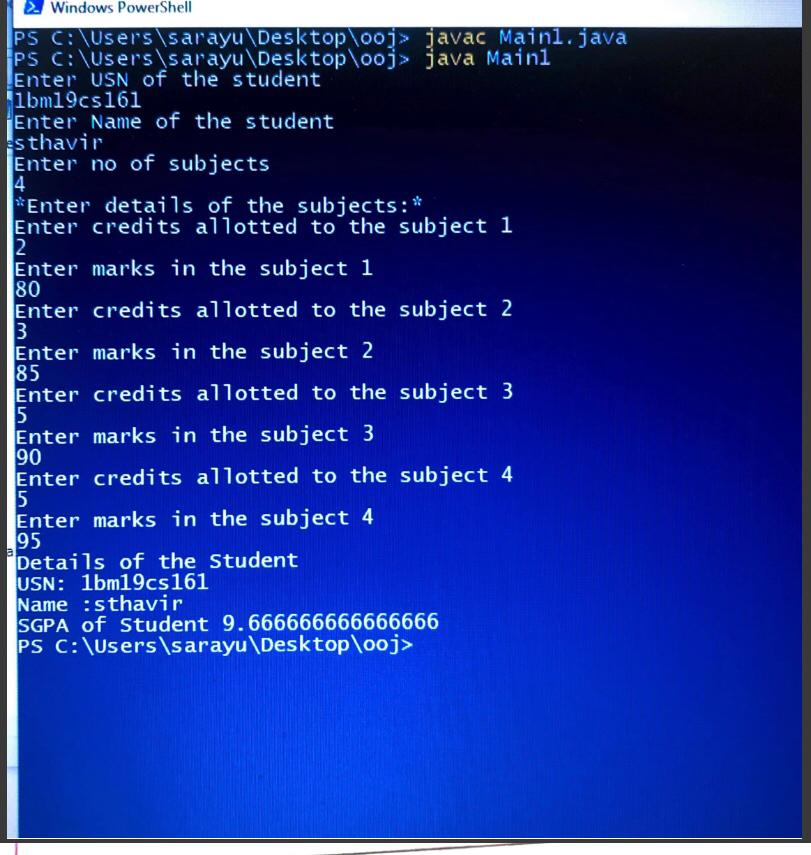 Windows PowerShell
PS C:\Users\sarayu\Desktop\ooj> javac Main1.java
PS C:\Users\sarayu\Desktop\ooj> java Main1
Enter USN of the student
1bm19cs161
Enter Name of the student
sthavir
Enter no of subjects
4
*Enter details of the subjects:*
Enter credits allotted to the subject 1
2
Enter marks in the subject 1
80
Enter credits allotted to the subject 2
3
Enter marks in the subject 2
85
Enter credits allotted to the subject 3
5
Enter marks in the subject 3
90
Enter credits allotted to the subject 4
5
Enter marks in the subject 4
95
Details of the Student
USN: 1bm19cs161
Name :sthavir
SGPA of Student 9.666666666666666
PS C:\Users\sarayu\Desktop\ooj>